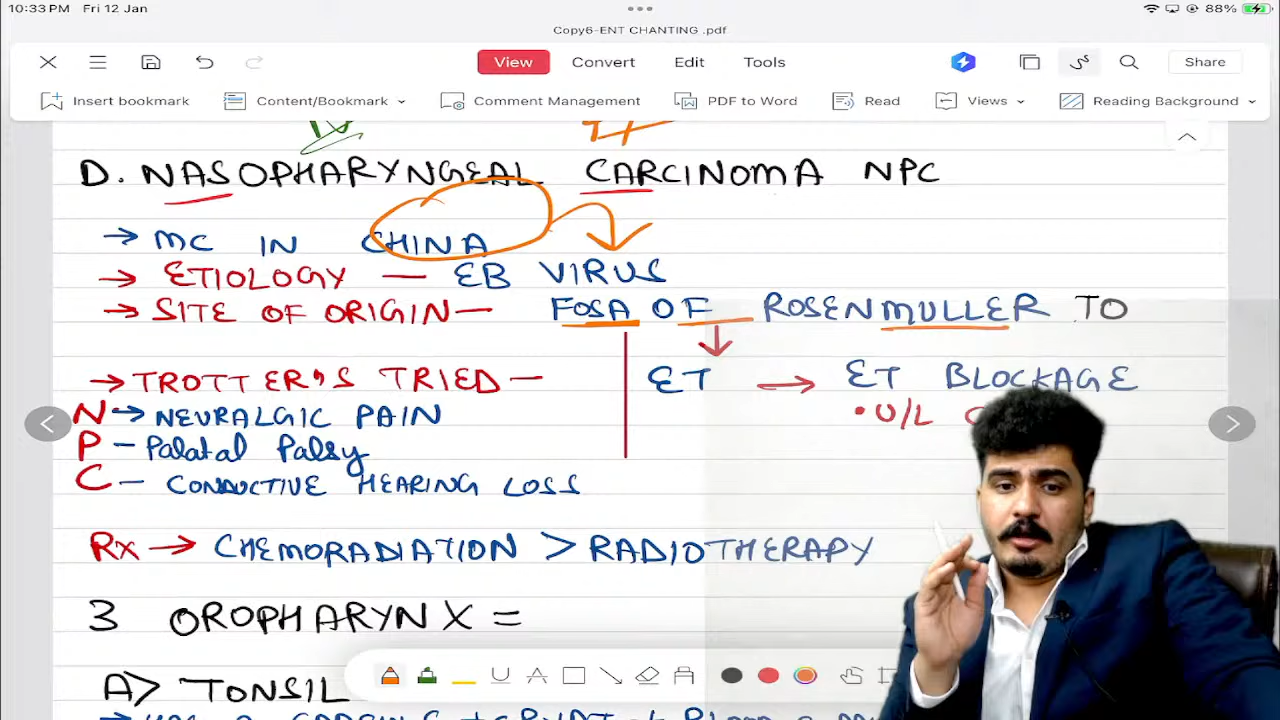 10:33 PM Fri 12 Jan
88%
Copy6-ENT CHANTING .pdf
View Convert Edit Tools Share
Insert bookmark Content/Bookmark Comment Management PDF to Word Read Views Reading Background
D. NASOPHARYNGEAL CARCINOMA NPC
→ MC IN CHINA
→ ETIOLOGY — EB VIRUS
→ SITE OF ORIGIN — FOSA OF ROSENMULLER TO
→ TROTTER'S TRIED — ET → ET BLOCKAGE
N → NEURALGIC PAIN • U/L
P – Palatal Palsy
C – CONDUCTIVE HEARING LOSS
Rx → CHEMORADIATION > RADIOTHERAPY
3 OROPHARYNX =
A> TONSIL